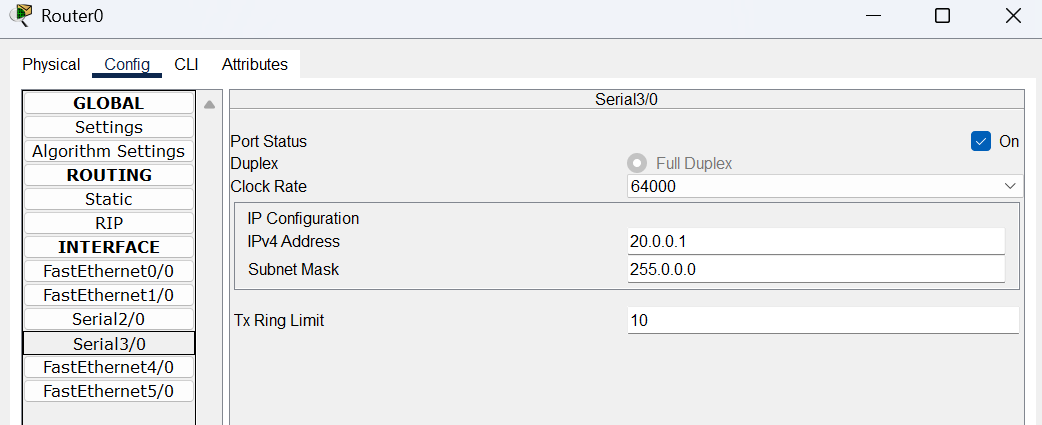 Router0
Physical Config CLI Attributes
GLOBAL
Settings
Algorithm Settings
ROUTING
Static
RIP
INTERFACE
FastEthernet0/0
FastEthernet1/0
Serial2/0
Serial3/0
FastEthernet4/0
FastEthernet5/0
Serial3/0
Port Status On
Duplex Full Duplex
Clock Rate 64000
IP Configuration
IPv4 Address 20.0.0.1
Subnet Mask 255.0.0.0
Tx Ring Limit 10